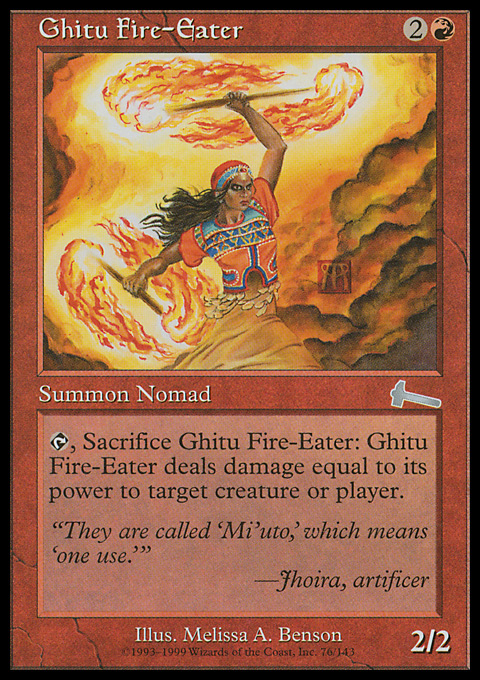 Ghitu Fire-Eater 2
Summon Nomad
, Sacrifice Ghitu Fire-Eater: Ghitu
Fire-Eater deals damage equal to its
power to target creature or player.
“They are called ‘Mi’uto,’ which means
‘one use.’”
—Jhoira, artificer
Illus. Melissa A. Benson
©1993–1999 Wizards of the Coast, Inc. 76/143
2/2